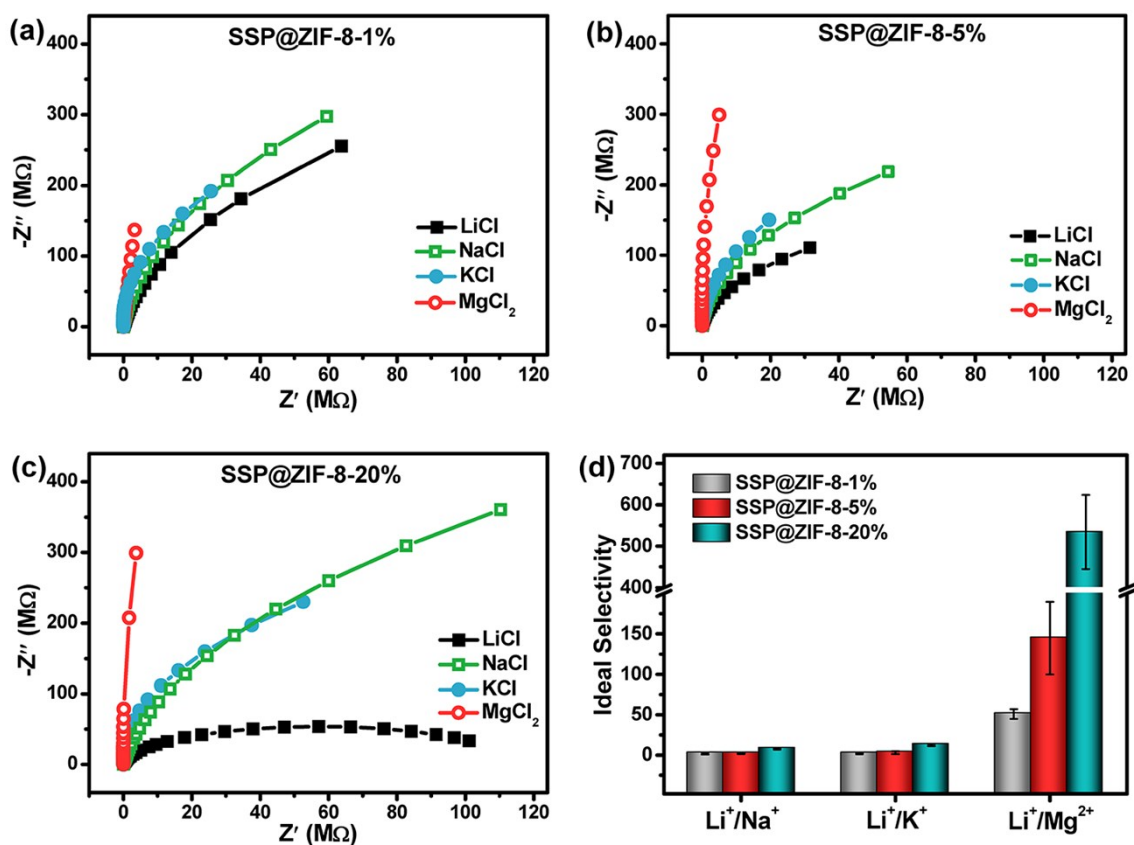 (a)
SSP@ZIF-8-1%
400
300
200
100
0
-Z″ (MΩ)
LiCl
NaCl
KCl
MgCl₂
0 20 40 60 80 100 120
Z′ (MΩ)
(b)
SSP@ZIF-8-5%
400
300
200
100
0
-Z″ (MΩ)
LiCl
NaCl
KCl
MgCl₂
0 20 40 60 80 100 120
Z′ (MΩ)
(c)
SSP@ZIF-8-20%
400
300
200
100
0
-Z″ (MΩ)
LiCl
NaCl
KCl
MgCl₂
0 20 40 60 80 100 120
Z′ (MΩ)
(d)
700
600
500
400
150
100
50
0
Ideal Selectivity
SSP@ZIF-8-1%
SSP@ZIF-8-5%
SSP@ZIF-8-20%
Li⁺/Na⁺ Li⁺/K⁺ Li⁺/Mg²⁺